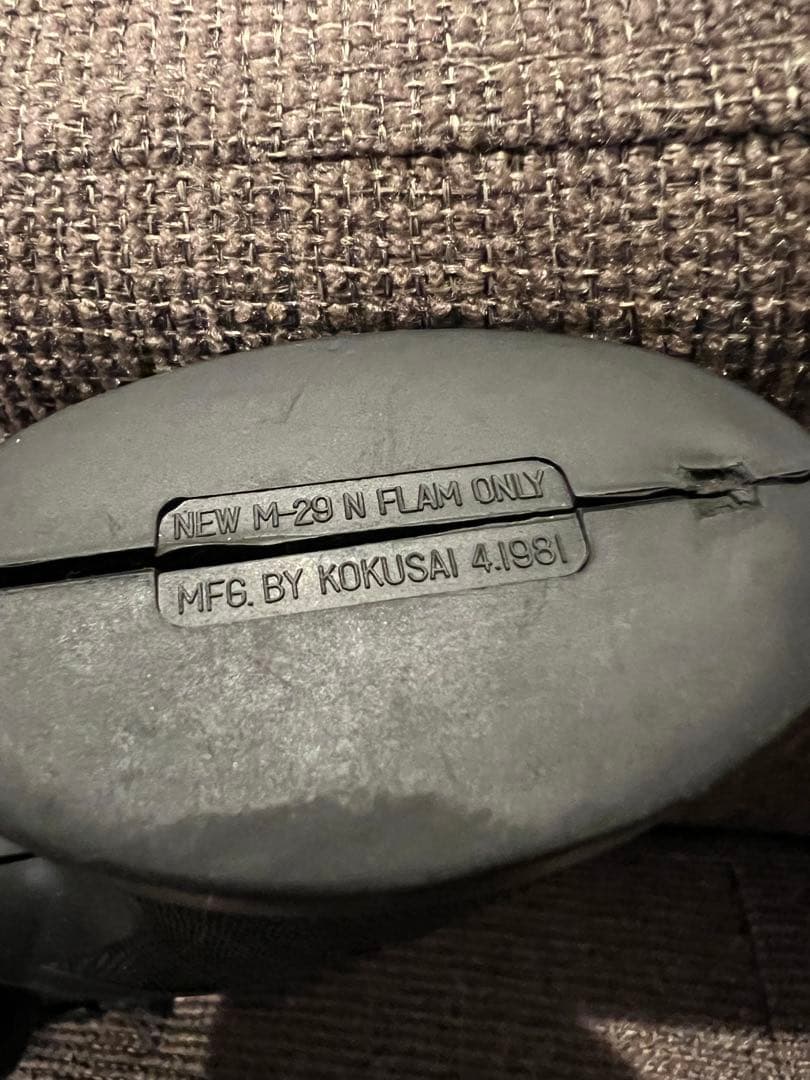 NEW M-29 N FLAM ONLY
MFG. BY KOKUSAI 4.1981